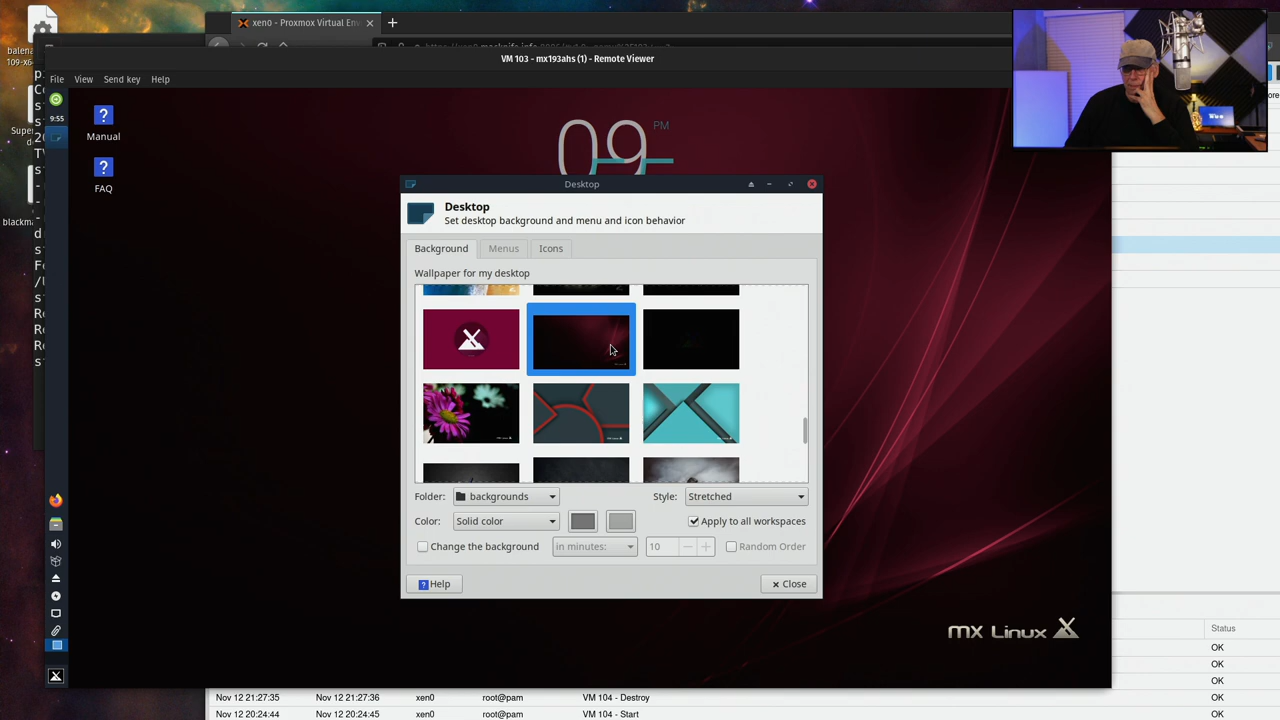 xen0 - Proxmox Virtual Env
VM 103 - mx193ahs (1) - Remote Viewer
File View Send key Help
9:55
Manual
FAQ
09 PM
Desktop
Desktop
Set desktop background and menu and icon behavior
Background Menus Icons
Wallpaper for my desktop
Folder: backgrounds Style: Stretched
Color: Solid color Apply to all workspaces
Change the background in minutes: 10 Random Order
Help Close
mx Linux
Status
OK
OK
OK
Nov 12 21:27:35 Nov 12 21:27:36 xen0 root@pam VM 104 - Destroy OK
Nov 12 20:24:44 Nov 12 20:24:45 xen0 root@pam VM 104 - Start OK